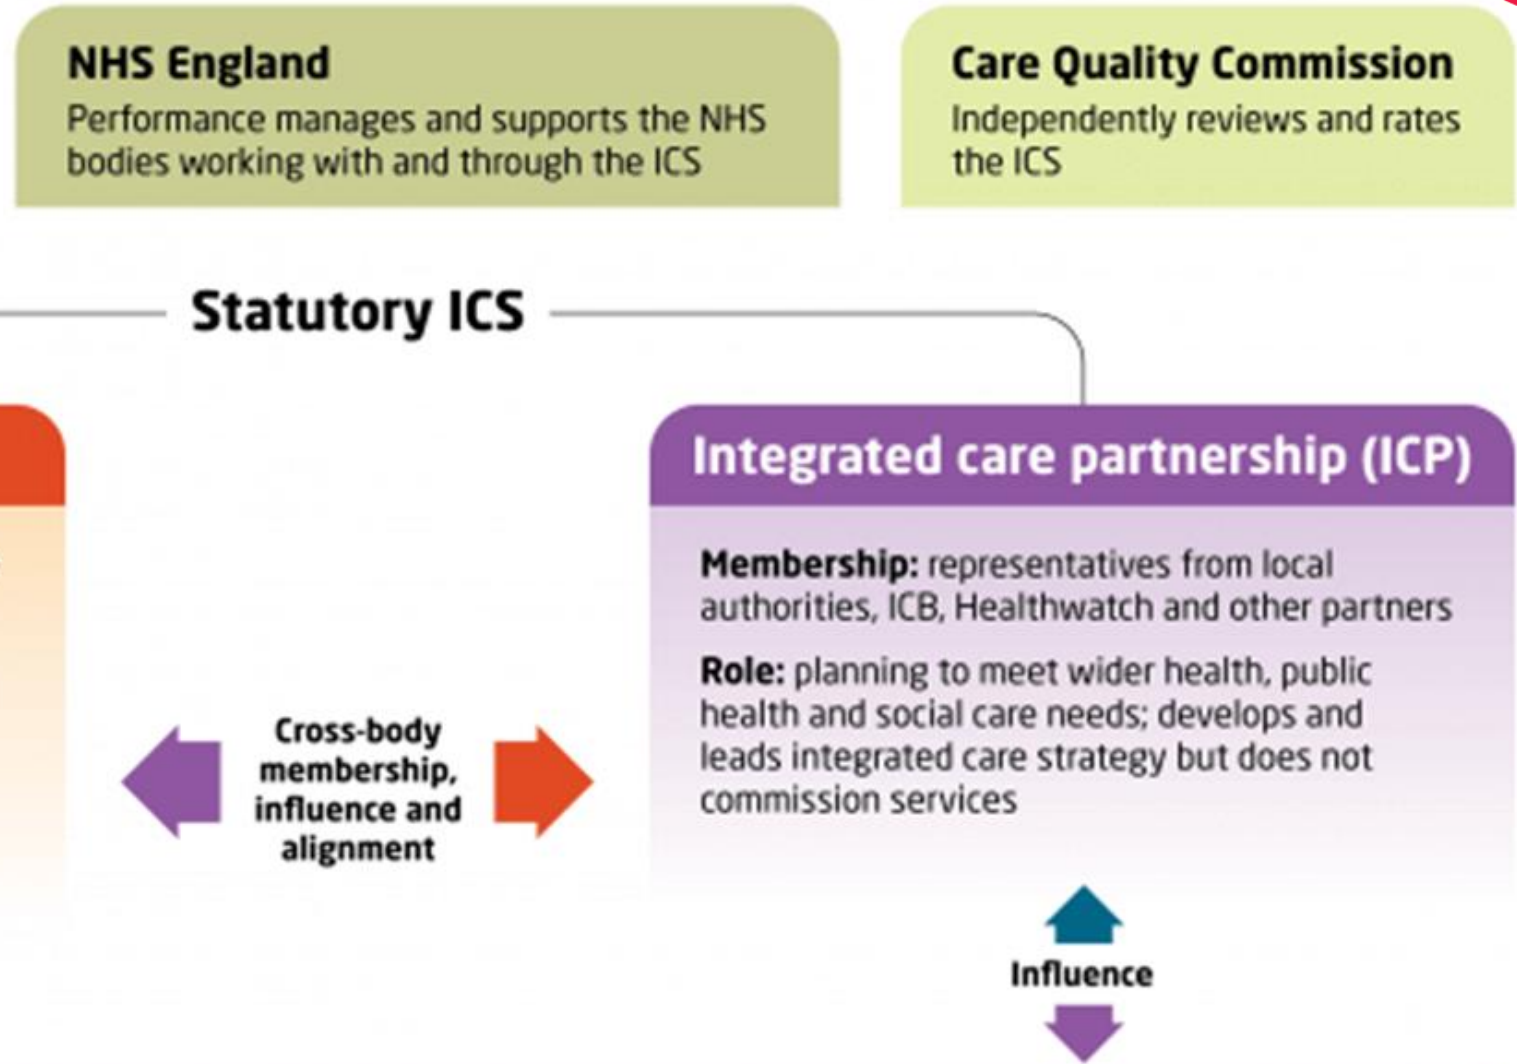 NHS England
Performance manages and supports the NHS
bodies working with and through the ICS
Care Quality Commission
Independently reviews and rates
the ICS
Statutory ICS
Integrated care partnership (ICP)
Membership: representatives from local
authorities, ICB, Healthwatch and other partners
Role: planning to meet wider health, public
health and social care needs; develops and
leads integrated care strategy but does not
commission services
Cross-body
membership,
influence and
alignment
Influence